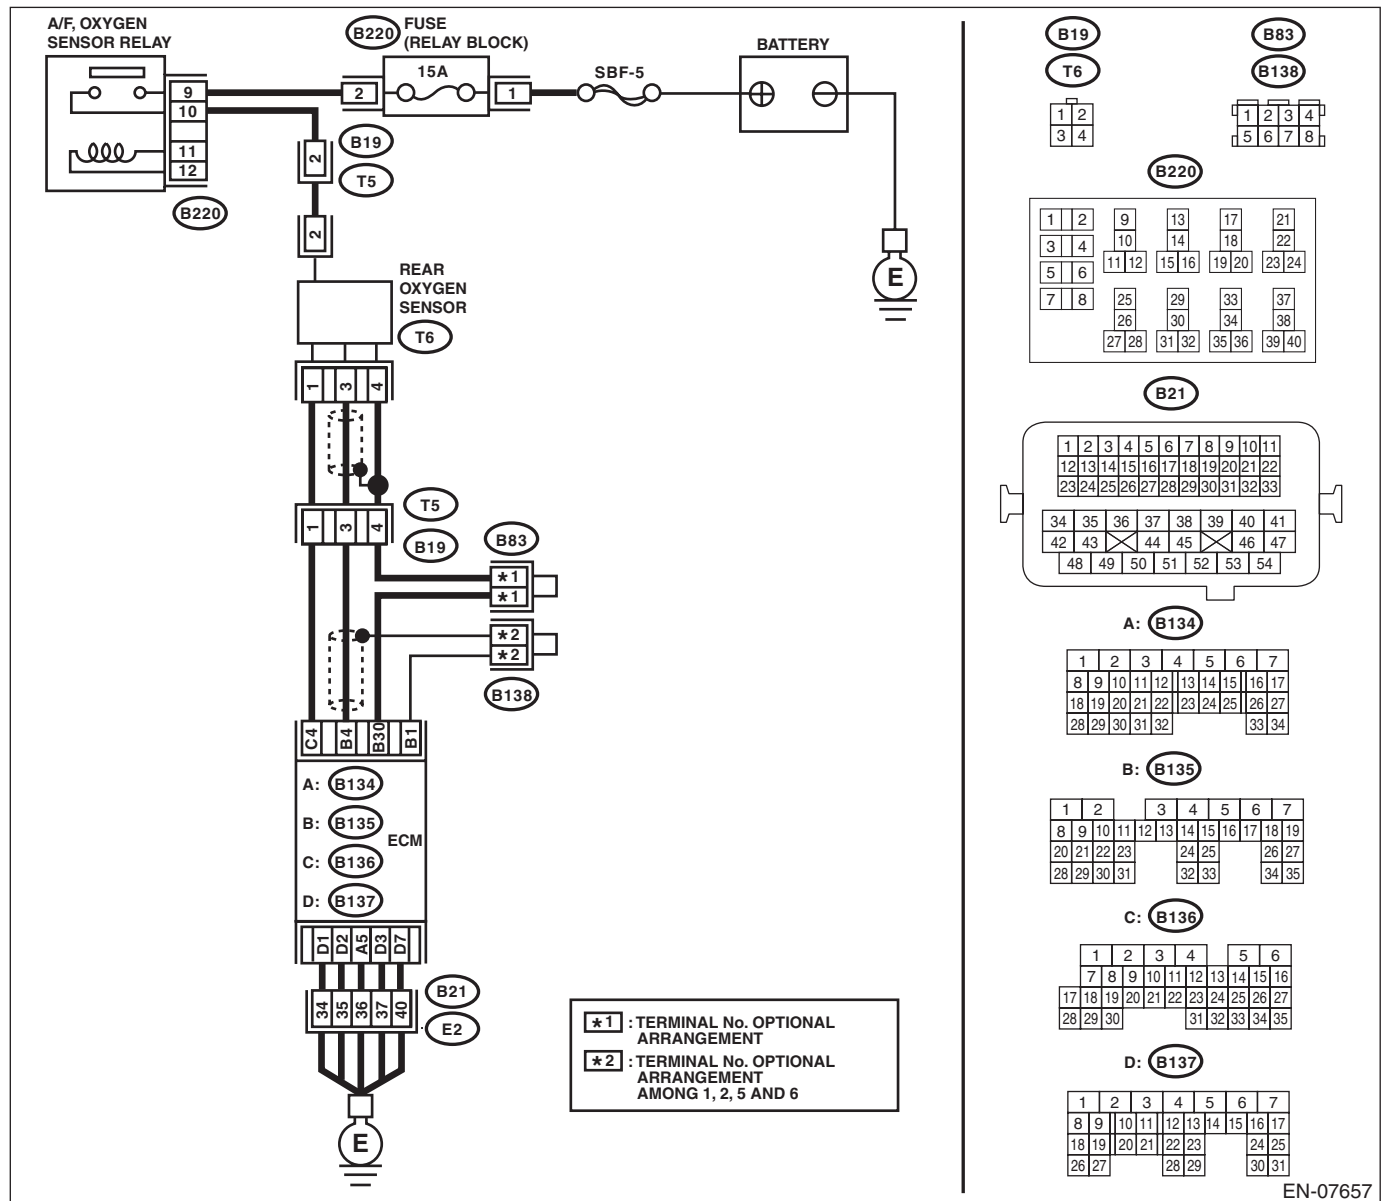 A/F, OXYGEN
SENSOR RELAY
B220
FUSE
(RELAY BLOCK)
15A
SBF-5
BATTERY
9
10
11
12
B220
2
1
2
B19
T5
2
E
REAR
OXYGEN
SENSOR
T6
1 3 4
T5
1 3 4
B19
B83
*1
*1
*2
*2
B138
C4 B4 B30 B1
A: B134
B: B135
ECM
C: B136
D: B137
D1 D2 A5 D3 D7
B21
34 35 36 37 40
E2
E
*1 : TERMINAL No. OPTIONAL
ARRANGEMENT
*2 : TERMINAL No. OPTIONAL
ARRANGEMENT
AMONG 1, 2, 5 AND 6
B19
T6
1 2
3 4
B83
B138
1 2 3 4
5 6 7 8
B220
1 2 9 13 17 21
3 4 10 14 18 22
5 6 11 12 15 16 19 20 23 24
7 8 25 29 33 37
26 30 34 38
27 28 31 32 35 36 39 40
B21
1 2 3 4 5 6 7 8 9 10 11
12 13 14 15 16 17 18 19 20 21 22
23 24 25 26 27 28 29 30 31 32 33
34 35 36 37 38 39 40 41
42 43 44 45 46 47
48 49 50 51 52 53 54
A: B134
1 2 3 4 5 6 7
8 9 10 11 12 13 14 15 16 17
18 19 20 21 22 23 24 25 26 27
28 29 30 31 32 33 34
B: B135
1 2 3 4 5 6 7
8 9 10 11 12 13 14 15 16 17 18 19
20 21 22 23 24 25 26 27
28 29 30 31 32 33 34 35
C: B136
1 2 3 4 5 6
7 8 9 10 11 12 13 14 15 16
17 18 19 20 21 22 23 24 25 26 27
28 29 30 31 32 33 34 35
D: B137
1 2 3 4 5 6 7
8 9 10 11 12 13 14 15 16 17
18 19 20 21 22 23 24 25
26 27 28 29 30 31
EN-07657